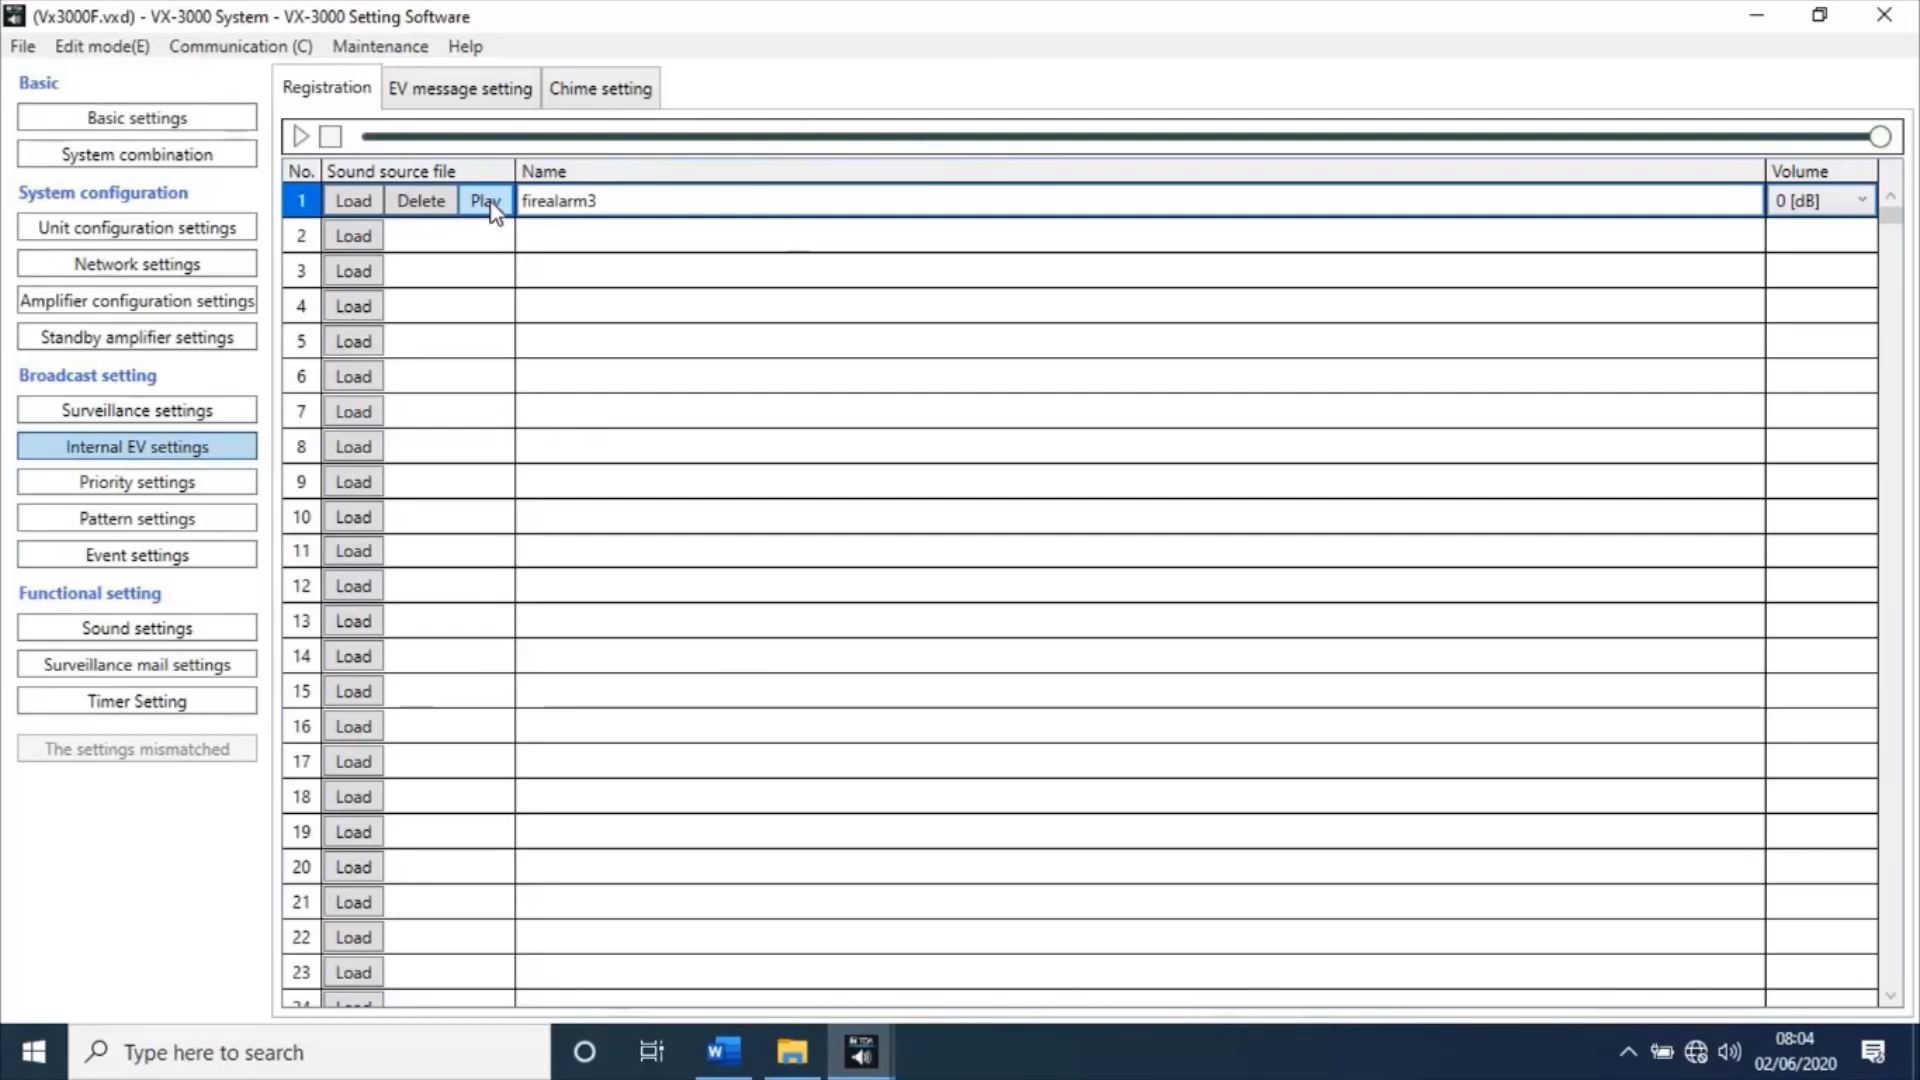 (Vx3000F.vxd) - VX-3000 System - VX-3000 Setting Software
File Edit mode(E) Communication (C) Maintenance Help
Basic
Basic settings
System combination
System configuration
Unit configuration settings
Network settings
Amplifier configuration settings
Standby amplifier settings
Broadcast setting
Surveillance settings
Internal EV settings
Priority settings
Pattern settings
Event settings
Functional setting
Sound settings
Surveillance mail settings
Timer Setting
The settings mismatched
Registration EV message setting Chime setting
No. Sound source file Name Volume
1 Load Delete Play firealarm3 0 [dB]
2 Load
3 Load
4 Load
5 Load
6 Load
7 Load
8 Load
9 Load
10 Load
11 Load
12 Load
13 Load
14 Load
15 Load
16 Load
17 Load
18 Load
19 Load
20 Load
21 Load
22 Load
23 Load
24 Load
Type here to search
08:04
02/06/2020